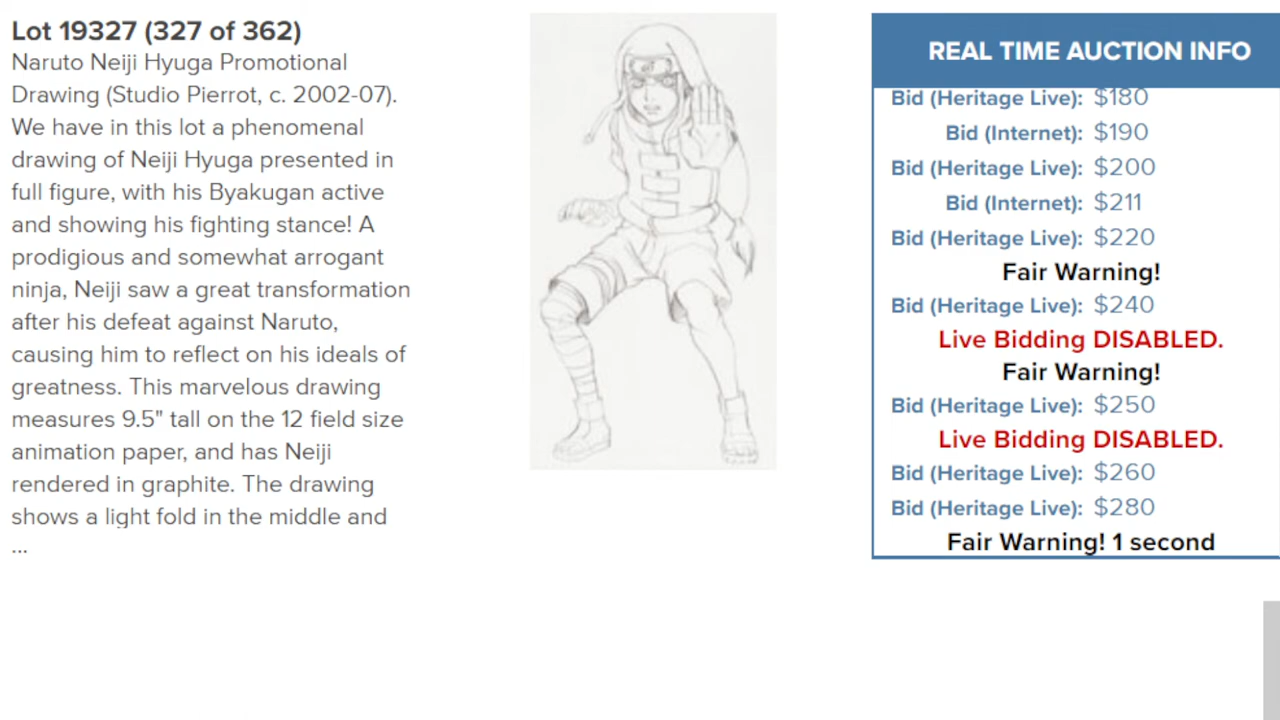 Lot 19327 (327 of 362)
Naruto Neiji Hyuga Promotional
Drawing (Studio Pierrot, c. 2002-07).
We have in this lot a phenomenal
drawing of Neiji Hyuga presented in
full figure, with his Byakugan active
and showing his fighting stance! A
prodigious and somewhat arrogant
ninja, Neiji saw a great transformation
after his defeat against Naruto,
causing him to reflect on his ideals of
greatness. This marvelous drawing
measures 9.5" tall on the 12 field size
animation paper, and has Neiji
rendered in graphite. The drawing
shows a light fold in the middle and
...
REAL TIME AUCTION INFO
Bid (Heritage Live): $180
Bid (Internet): $190
Bid (Heritage Live): $200
Bid (Internet): $211
Bid (Heritage Live): $220
Fair Warning!
Bid (Heritage Live): $240
Live Bidding DISABLED.
Fair Warning!
Bid (Heritage Live): $250
Live Bidding DISABLED.
Bid (Heritage Live): $260
Bid (Heritage Live): $280
Fair Warning! 1 second